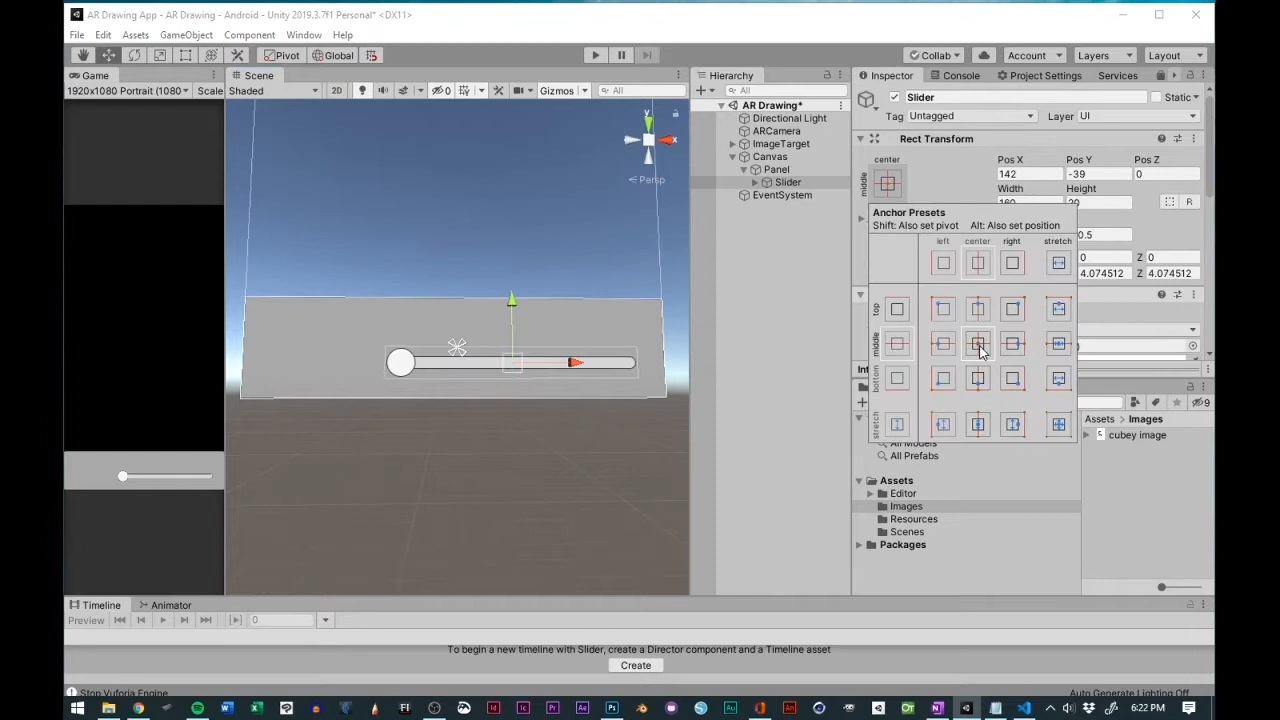 AR Drawing App - AR Drawing - Android - Unity 2019.3.7f1 Personal* <DX11>
File Edit Assets GameObject Component Window Help
Pivot Global Collab Account Layers Layout
Game Scene Hierarchy Inspector Console Project Settings Services
1920x1080 Portrait (1080 Scale Shaded 2D 0 Gizmos All All
Slider Static
Tag Untagged Layer UI
AR Drawing*
Directional Light
ARCamera
ImageTarget
Canvas
Panel
Slider
EventSystem
y
x
Persp
Rect Transform
center
middle
Pos X Pos Y Pos Z
142 -39 0
Width Height
160 20
R
Anchor Presets
Shift: Also set pivot Alt: Also set position
left center right stretch
top
middle
bottom
stretch
0.5
0 Z 0
4.074512 Z 4.074512
9
Assets > Images
cubey image
All Models
All Prefabs
Assets
Editor
Images
Resources
Scenes
Packages
Timeline Animator
Preview 0
To begin a new timeline with Slider, create a Director component and a Timeline asset
Create
Stop Vuforia Engine Auto Generate Lighting Off
6:22 PM